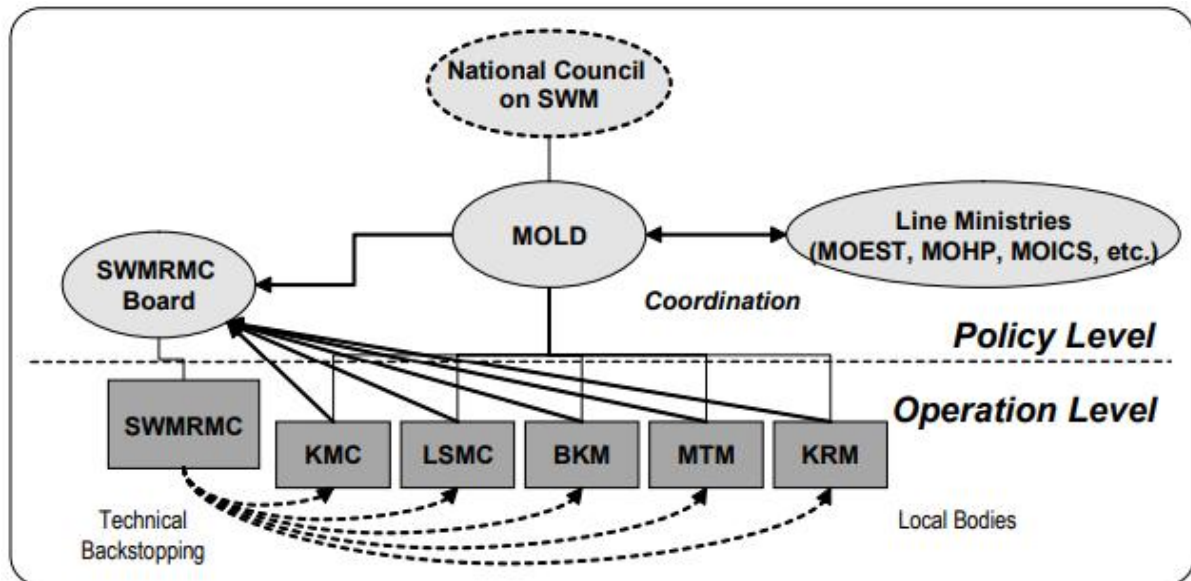 National Council
on SWM
MOLD
Line Ministries
(MOEST, MOHP, MOICS, etc.)
SWMRMC
Board
Coordination
Policy Level
Operation Level
SWMRMC
KMC
LSMC
BKM
MTM
KRM
Technical
Backstopping
Local Bodies